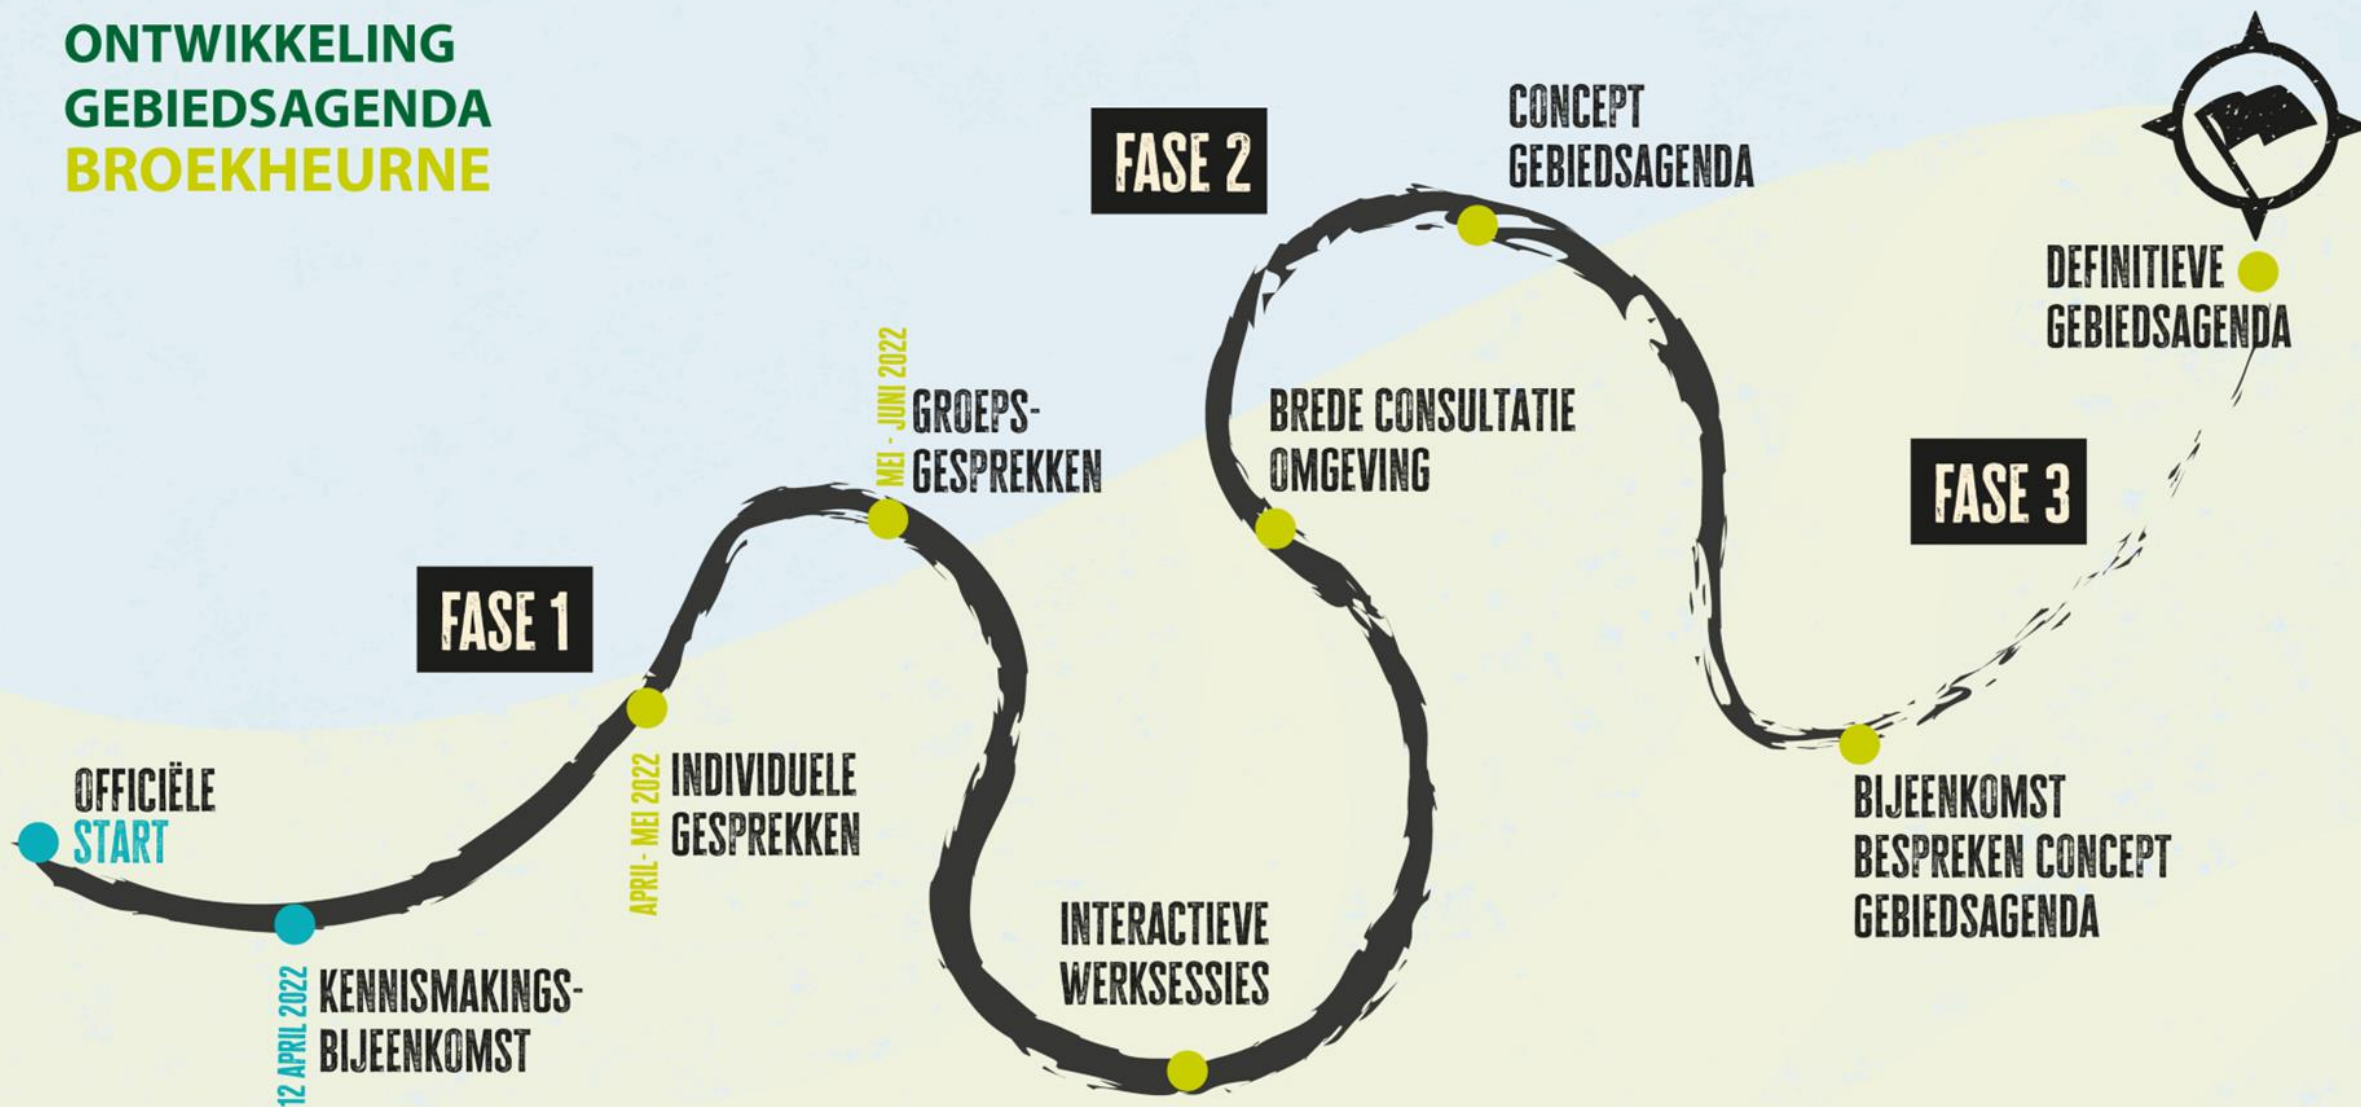 ONTWIKKELING
GEBIEDSAGENDA
BROEKHEURNE
OFFICIËLE
START
12 APRIL 2022
KENNISMAKINGS-
BIJEENKOMST
FASE 1
APRIL- MEI 2022
INDIVIDUELE
GESPREKKEN
MEI - JUNI 2022
GROEPS-
GESPREKKEN
INTERACTIEVE
WERKSESSIES
FASE 2
BREDE CONSULTATIE
OMGEVING
CONCEPT
GEBIEDSAGENDA
BIJEENKOMST
BESPREKEN CONCEPT
GEBIEDSAGENDA
FASE 3
DEFINITIEVE
GEBIEDSAGENDA